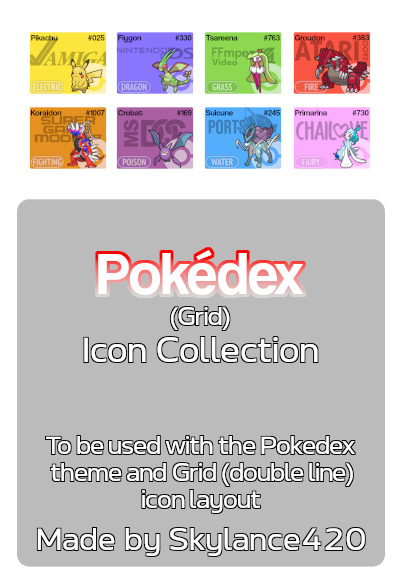 Pikachu #025
AMIGA
ELECTRIC
Flygon #330
NINTENDO DS
DRAGON
Tsareena #763
FFmpeg
Video
GRASS
Groudon #383
ATARI
FIRE
Koraidon #1007
SUPER
GAME
FIGHTING
Crobat #169
MS
POISON
Suicune #245
PORTS
WATER
Primarina #730
CHAILOVE
FAIRY
Pokédex
(Grid)
Icon Collection
To be used with the Pokedex
theme and Grid (double line)
icon layout
Made by Skylance420